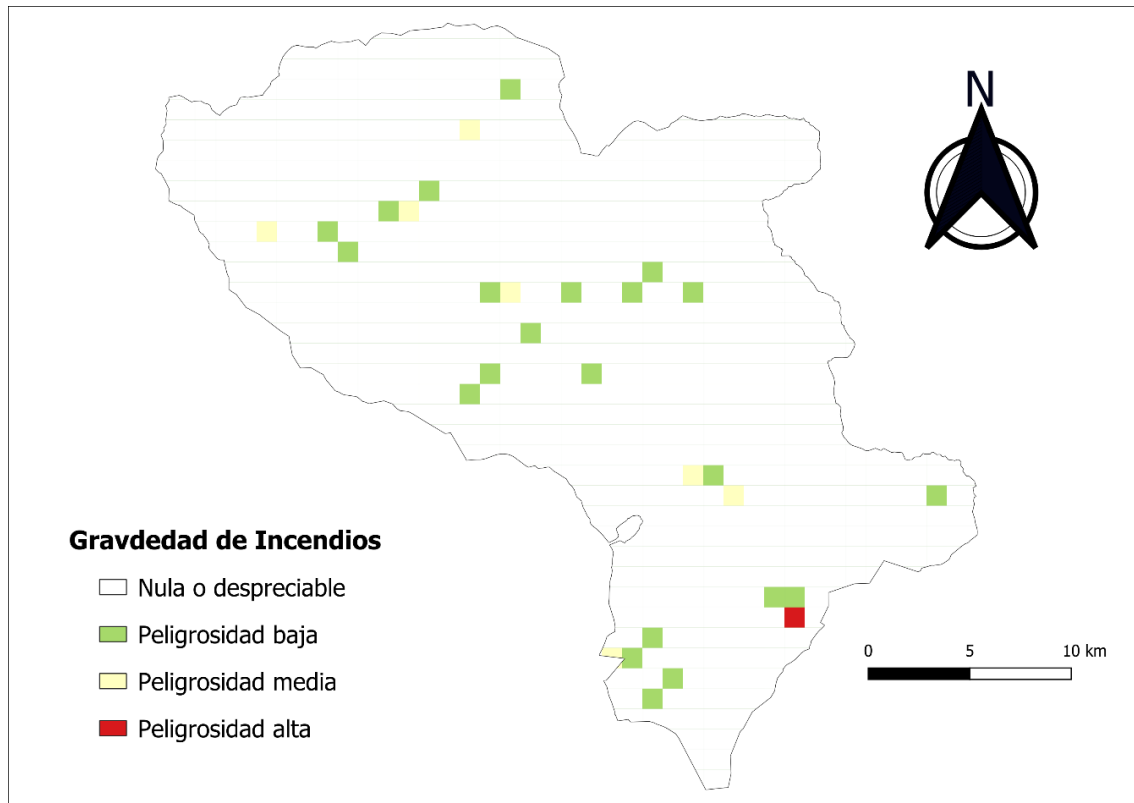 N
Gravdedad de Incendios
Nula o despreciable
Peligrosidad baja
Peligrosidad media
Peligrosidad alta
0 5 10 km